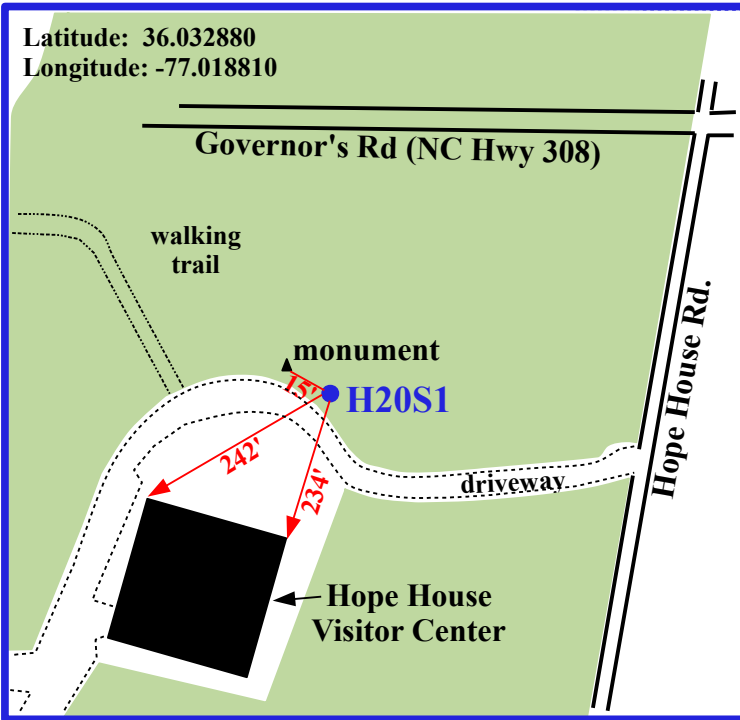 Latitude: 36.032880
Longitude: -77.018810
Governor's Rd (NC Hwy 308)
walking
trail
monument
15'
H20S1
242'
234'
driveway
Hope House Rd.
Hope House
Visitor Center